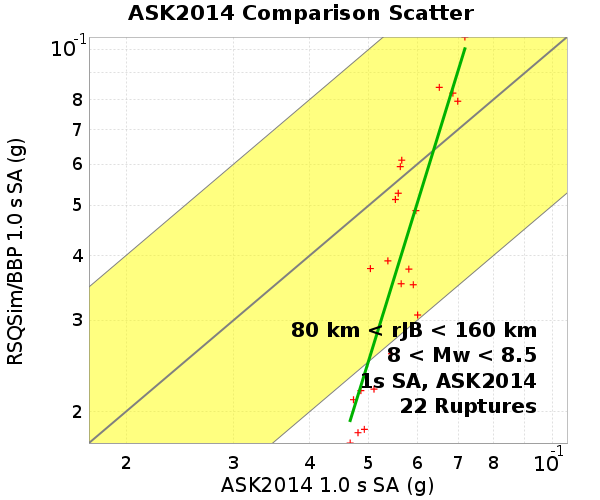 ASK2014 Comparison Scatter
RSQSim/BBP 1.0 s SA (g)
10-1
8
7
6
5
4
3
2
80 km < rJB < 160 km
8 < Mw < 8.5
1s SA, ASK2014
22 Ruptures
2 3 4 5 6 7 8 10-1
ASK2014 1.0 s SA (g)